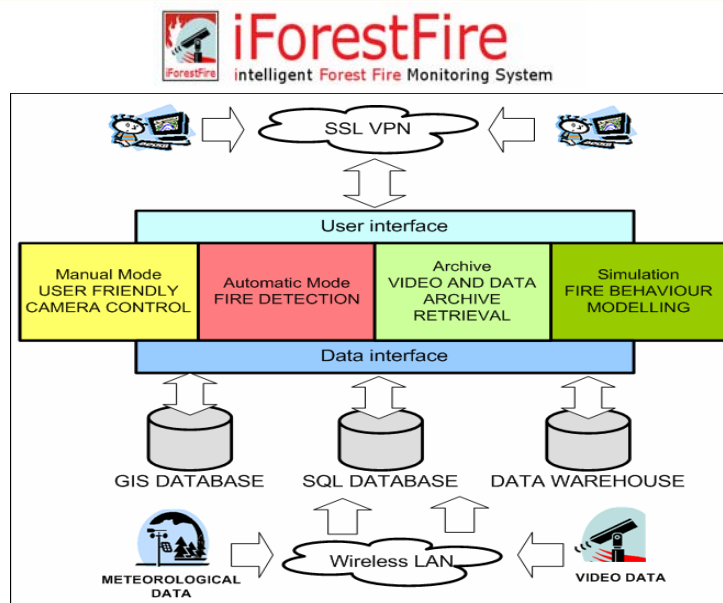 iForestFire
iForestFire
intelligent Forest Fire Monitoring System
SSL VPN
User interface
Manual Mode
USER FRIENDLY
CAMERA CONTROL
Automatic Mode
FIRE DETECTION
Archive
VIDEO AND DATA
ARCHIVE
RETRIEVAL
Simulation
FIRE BEHAVIOUR
MODELLING
Data interface
GIS DATABASE
SQL DATABASE
DATA WAREHOUSE
Wireless LAN
METEOROLOGICAL
DATA
VIDEO DATA